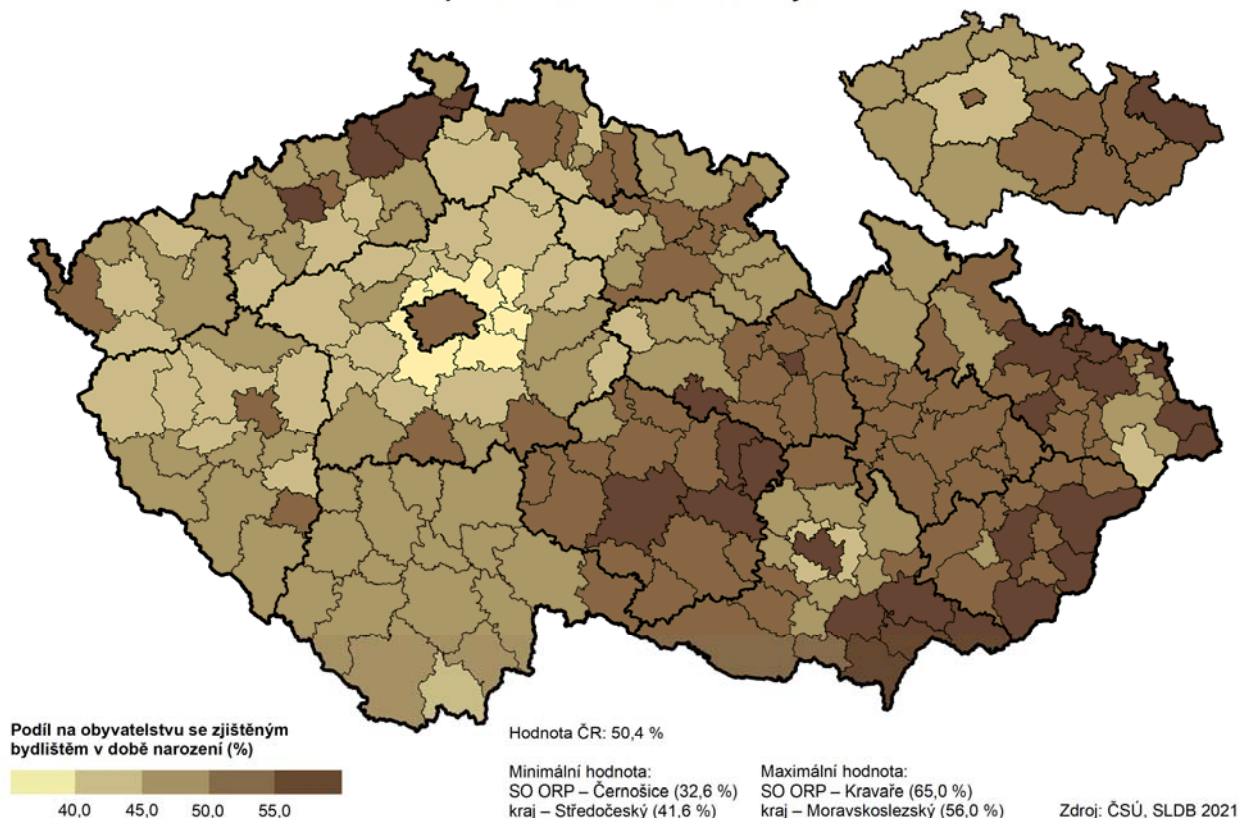 Podíl na obyvatelstvu se zjištěným
bydlištěm v době narození (%)
40,0 45,0 50,0 55,0
Hodnota ČR: 50,4 %
Minimální hodnota:
SO ORP – Černošice (32,6 %)
kraj – Středočeský (41,6 %)
Maximální hodnota:
SO ORP – Kravaře (65,0 %)
kraj – Moravskoslezský (56,0 %)
Zdroj: ČSÚ, SLDB 2021